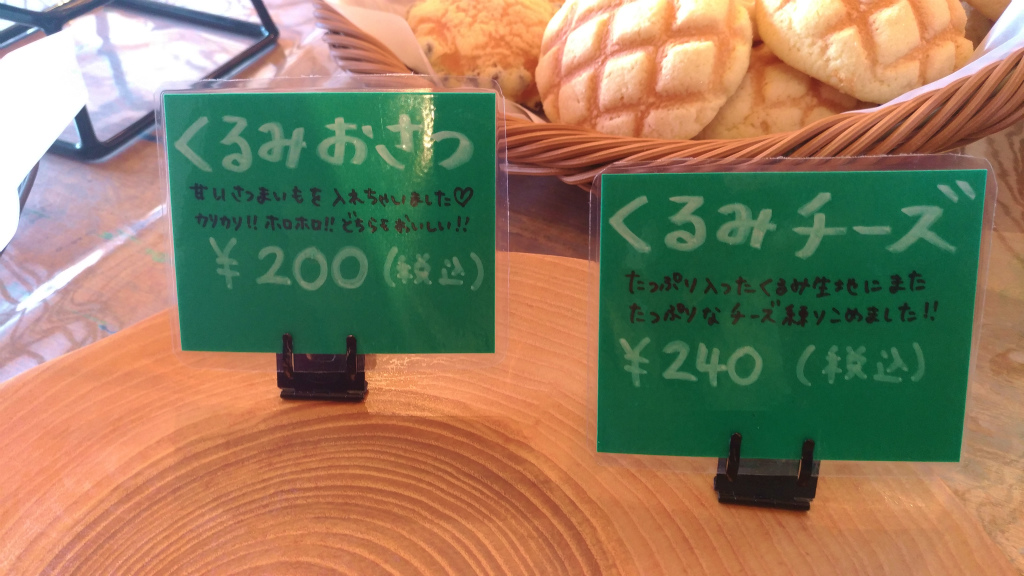 くるみおさつ
甘いさつまいもを入れちゃいました♡
カリカリ!!ホロホロ!!どちらもおいしい!!
¥200(税込)
くるみチーズ
たっぷり入ったくるみ生地にまた
たっぷりなチーズ練りこめました!!
¥240(税込)